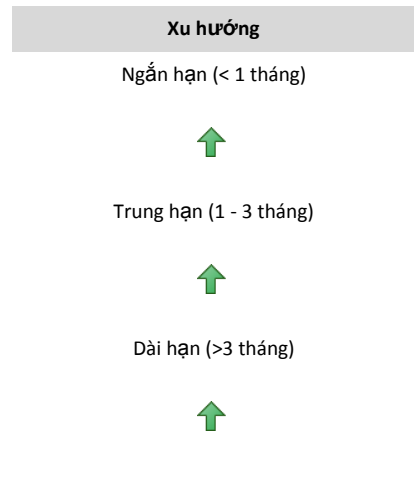 Xu hướng
Ngắn hạn (< 1 tháng)
Trung hạn (1 - 3 tháng)
Dài hạn (>3 tháng)